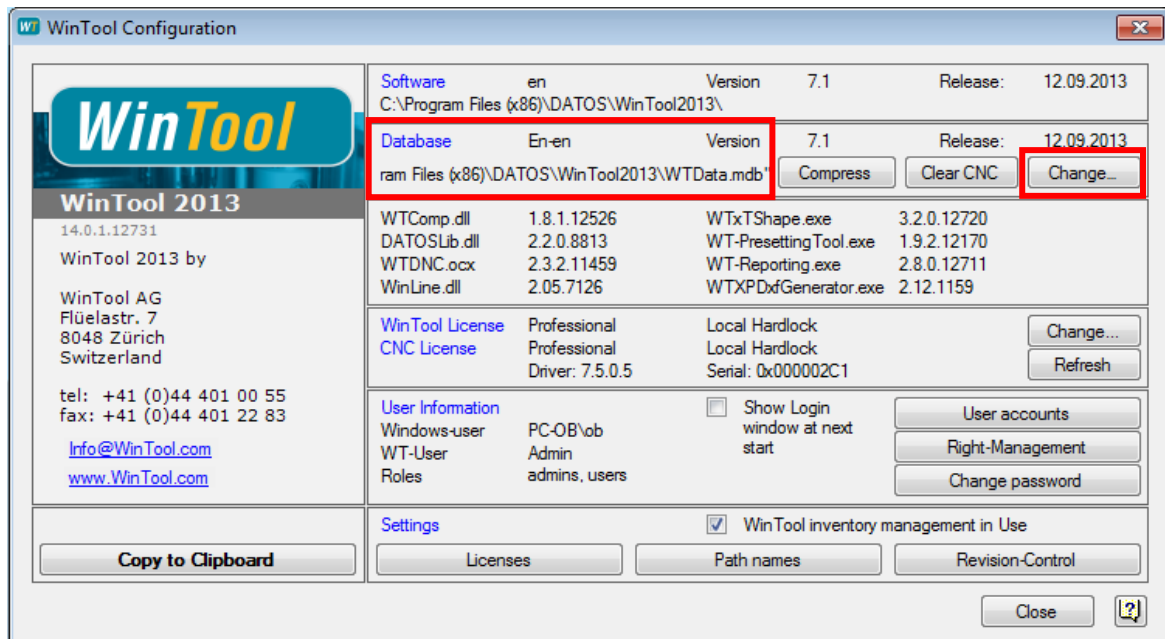 WT WinTool Configuration
WinTool
WinTool 2013
14.0.1.12731
WinTool 2013 by
WinTool AG
Flüelastr. 7
8048 Zürich
Switzerland
tel: +41 (0)44 401 00 55
fax: +41 (0)44 401 22 83
Info@WinTool.com
www.WinTool.com
Copy to Clipboard
Software en Version 7.1 Release: 12.09.2013
C:\Program Files (x86)\DATOS\WinTool2013\
Database En-en Version 7.1 Release: 12.09.2013
ram Files (x86)\DATOS\WinTool2013\WTData.mdb" Compress Clear CNC Change...
WTComp.dll 1.8.1.12526 WTxTShape.exe 3.2.0.12720
DATOSLib.dll 2.2.0.8813 WT-PresettingTool.exe 1.9.2.12170
WTDNC.ocx 2.3.2.11459 WT-Reporting.exe 2.8.0.12711
WinLine.dll 2.05.7126 WTXPDxfGenerator.exe 2.12.1159
WinTool License Professional Local Hardlock Change...
CNC License Professional Local Hardlock
Driver: 7.5.0.5 Serial: 0x000002C1 Refresh
User Information Show Login User accounts
Windows-user PC-OB\ob window at next
WT-User Admin start Right-Management
Roles admins, users Change password
Settings WinTool inventory management in Use
Licenses Path names Revision-Control
Close